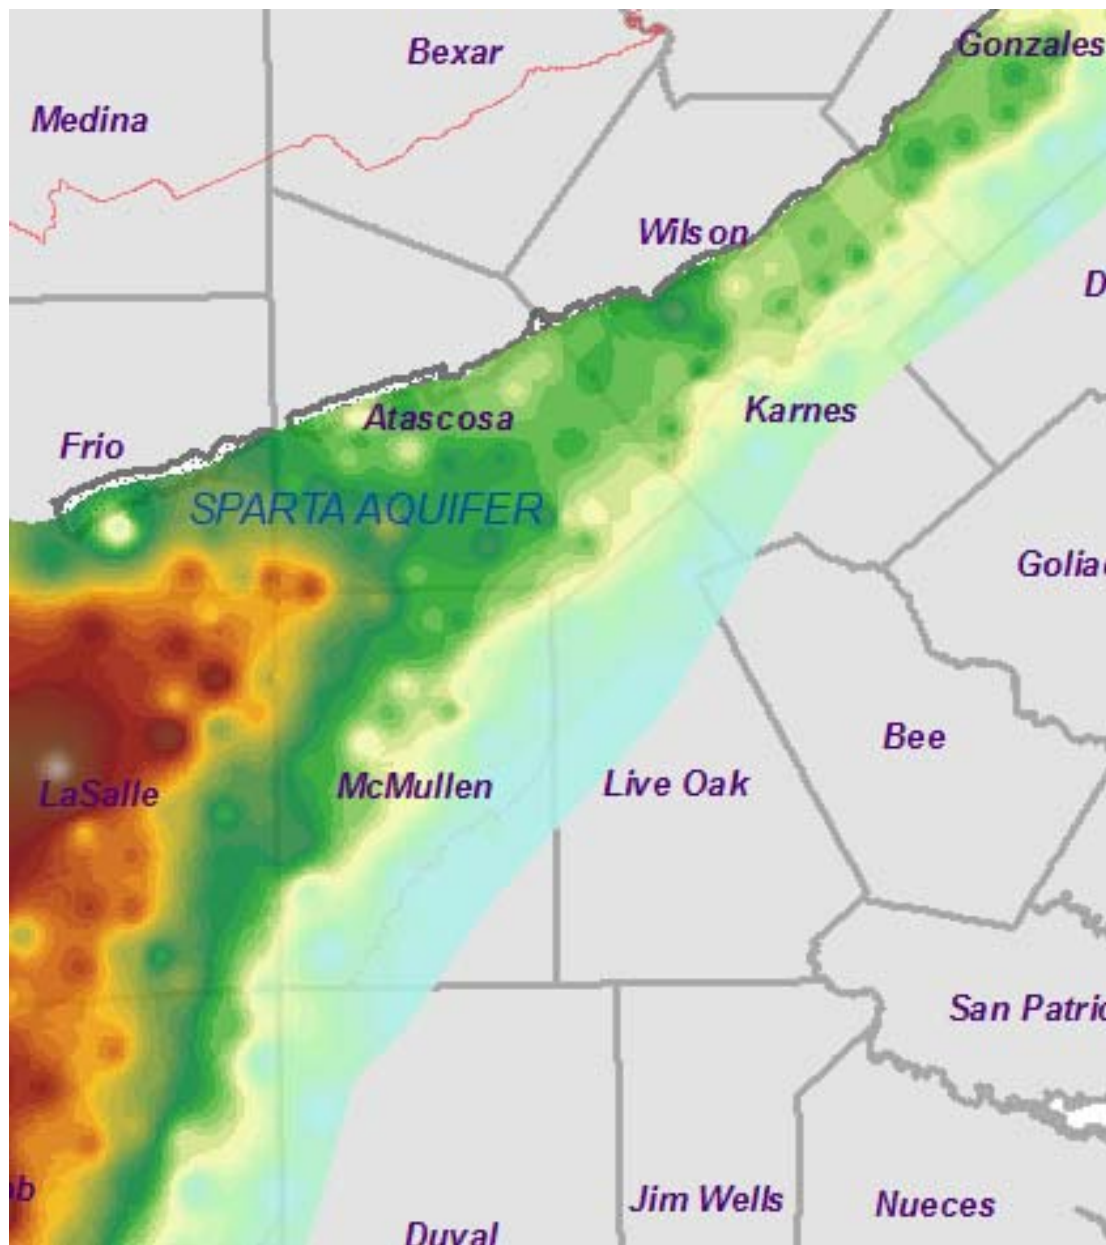 Gonzales
Bexar
Medina
Wilson
D
Karnes
Atascosa
Frio
SPARTA AQUIFER
Golia
Bee
Live Oak
McMullen
LaSalle
San Patric
Jim Wells
Nueces
Duval